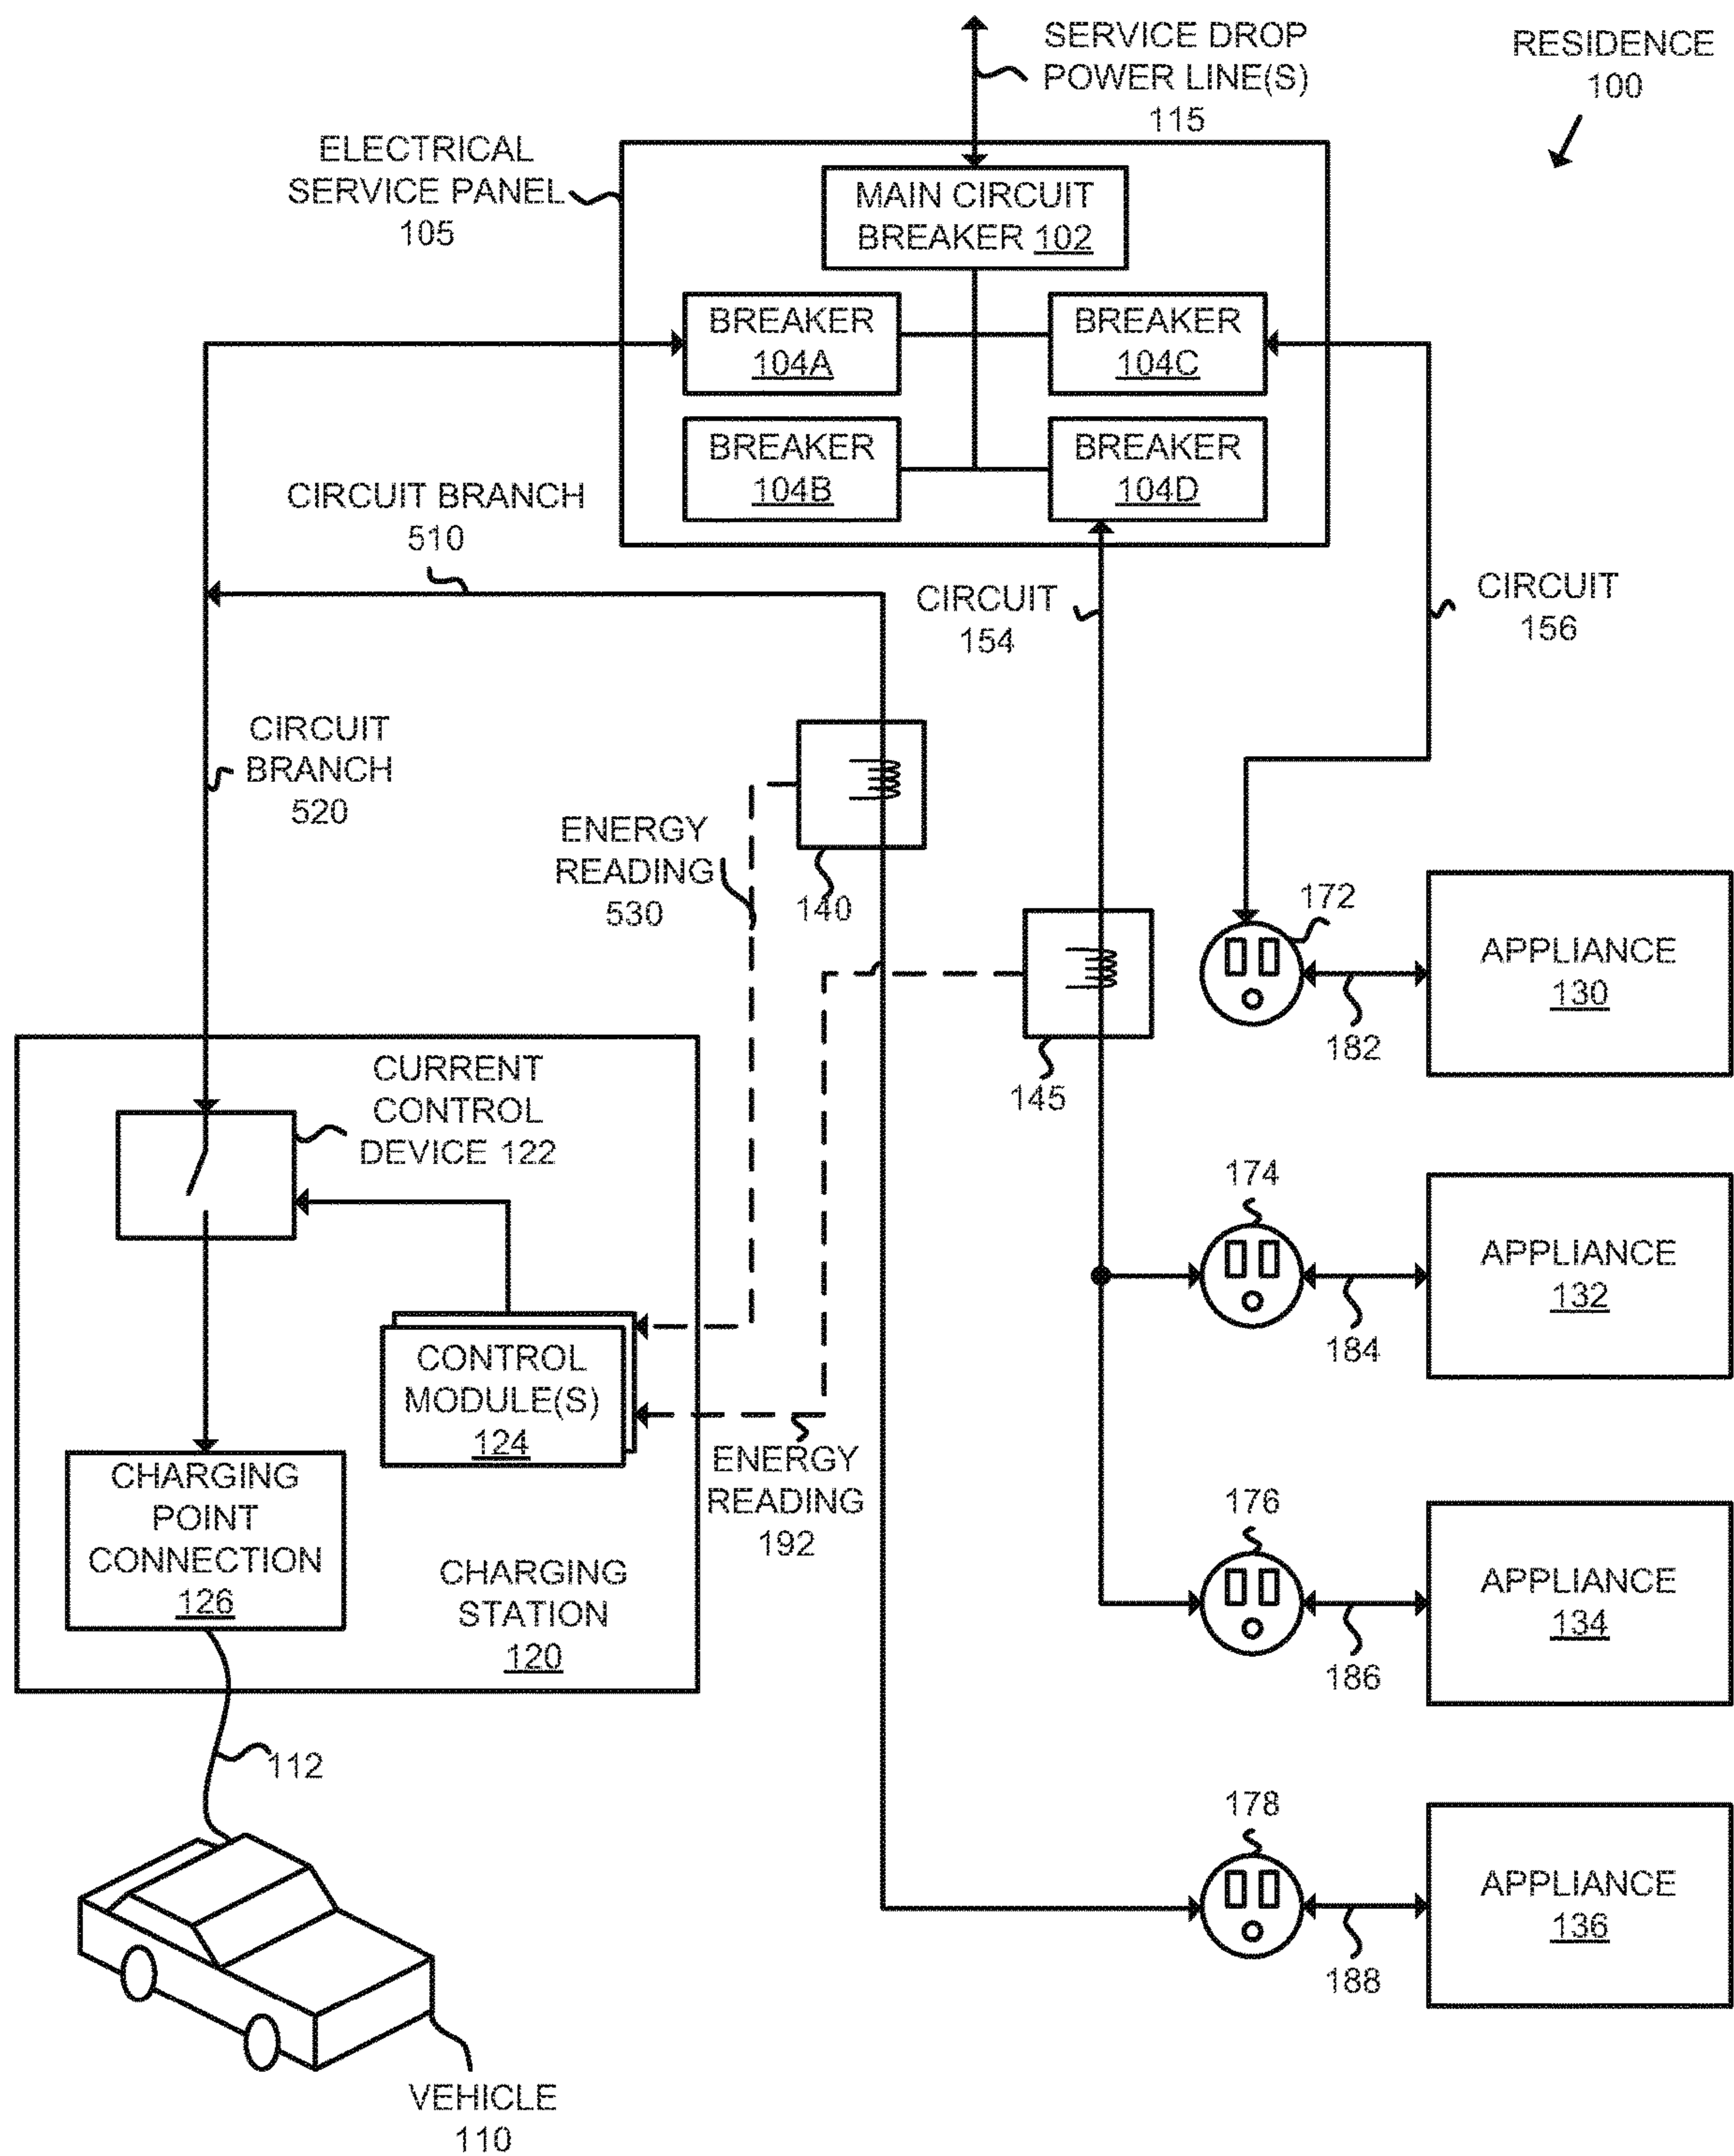 SERVICE DROP
POWER LINE(S)
115
RESIDENCE
100
ELECTRICAL
SERVICE PANEL
105
MAIN CIRCUIT
BREAKER 102
BREAKER
104A
BREAKER
104C
BREAKER
104B
BREAKER
104D
CIRCUIT BRANCH
510
CIRCUIT
154
CIRCUIT
156
CIRCUIT
BRANCH
520
ENERGY
READING
530
140
145
172
182
APPLIANCE
130
CURRENT
CONTROL
DEVICE 122
174
184
APPLIANCE
132
CONTROL
MODULE(S)
124
ENERGY
READING
192
CHARGING
POINT
CONNECTION
126
CHARGING
STATION
120
176
186
APPLIANCE
134
112
178
188
APPLIANCE
136
VEHICLE
110